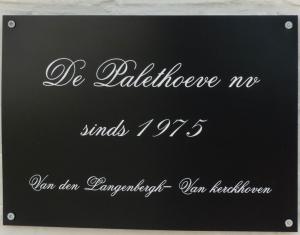 De Palethoeve nv
sinds 1975
Van den Langenbergh- Van kerckhoven